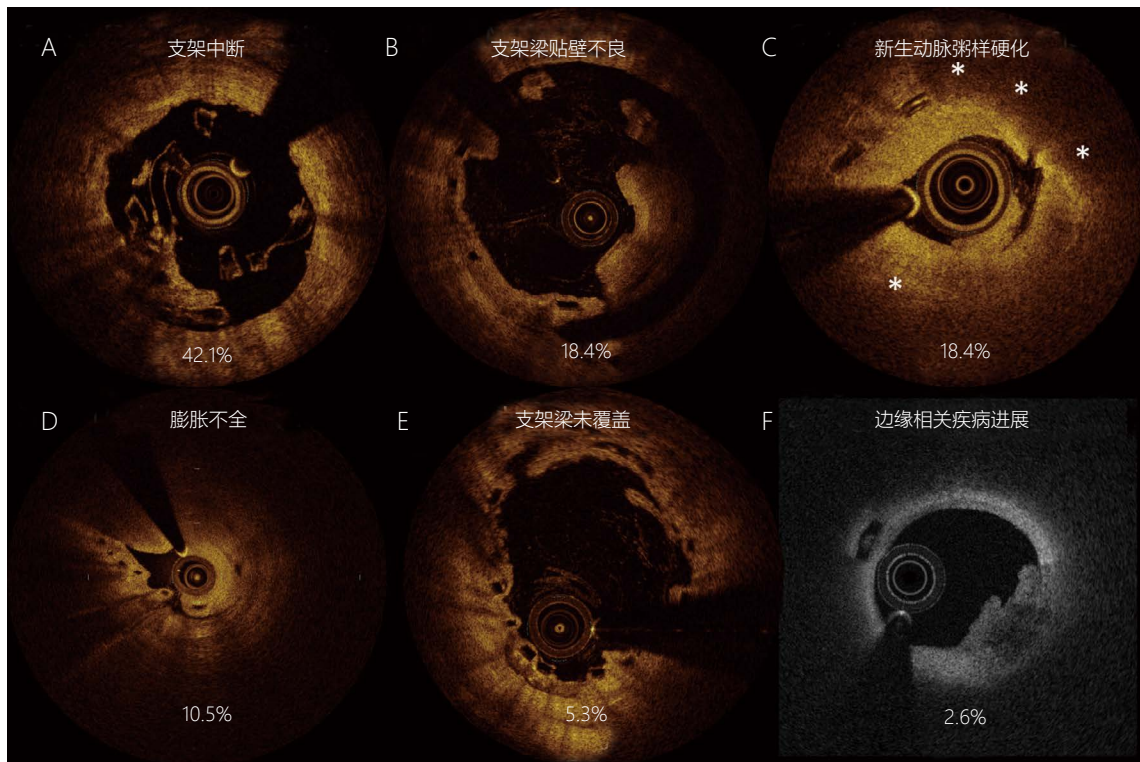 A 支架中断
B 支架梁贴壁不良
C 新生动脉粥样硬化
*
*
*
*
42.1%
18.4%
18.4%
D 膨胀不全
E 支架梁未覆盖
F 边缘相关疾病进展
10.5%
5.3%
2.6%